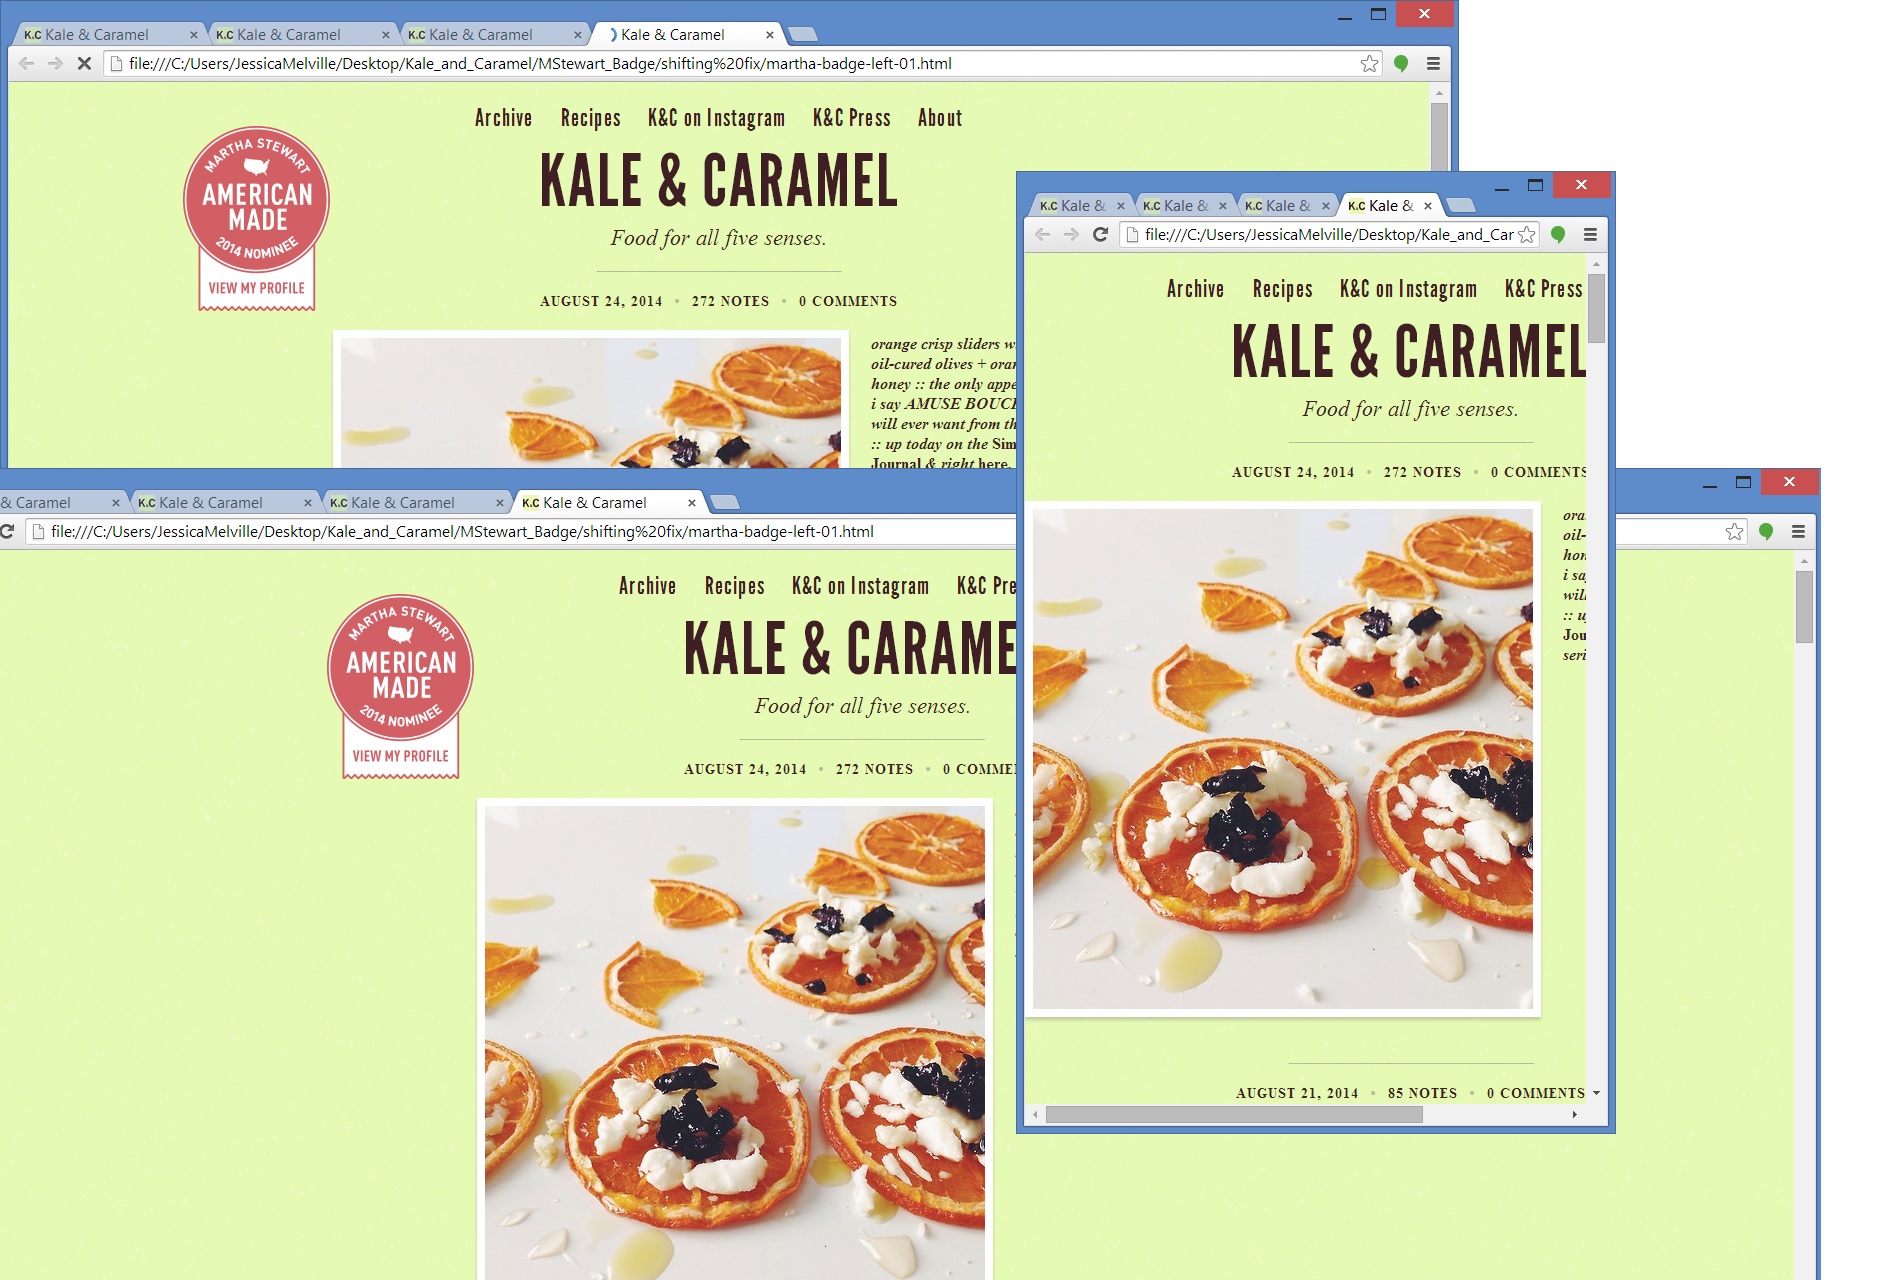 K.C Kale & Caramel
K.C Kale & Caramel
K.C Kale & Caramel
Kale & Caramel
file:///C:/Users/JessicaMelville/Desktop/Kale_and_Caramel/MStewart_Badge/shifting%20fix/martha-badge-left-01.html
Archive Recipes K&C on Instagram K&C Press About
MARTHA STEWART
AMERICAN
MADE
2014 NOMINEE
VIEW MY PROFILE
KALE & CARAMEL
Food for all five senses.
AUGUST 24, 2014 • 272 NOTES • 0 COMMENTS
orange crisp sliders w
oil-cured olives +
honey :: the only appe
i say AMUSE
will ever want from th
:: up today on the Sim
Journal & right here.
K.C Kale &
K.C Kale &
K.C Kale &
K.C Kale &
file:///C:/Users/JessicaMelville/Desktop/Kale_and_Car
Archive Recipes K&C on Instagram K&C Press
KALE & CARAMEL
Food for all five senses.
AUGUST 24, 2014 • 272 NOTES • 0 COMMENTS
ora
oil-
hon
i sa
will
:: u
Jou
seri
AUGUST 21, 2014 • 85 NOTES • 0 COMMENTS
& Caramel
K.C Kale & Caramel
K.C Kale & Caramel
K.C Kale & Caramel
file:///C:/Users/JessicaMelville/Desktop/Kale_and_Caramel/MStewart_Badge/shifting%20fix/martha-badge-left-01.html
Archive Recipes K&C on Instagram K&C Pre
MARTHA STEWART
AMERICAN
MADE
2014 NOMINEE
VIEW MY PROFILE
KALE & CARAME
Food for all five senses.
AUGUST 24, 2014 • 272 NOTES • 0 COMME